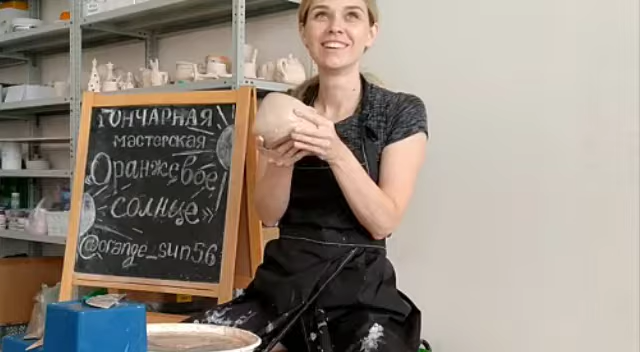 ГОНЧАРНАЯ
мастерская
«Оранжевое
солнце»
@orange_sun56